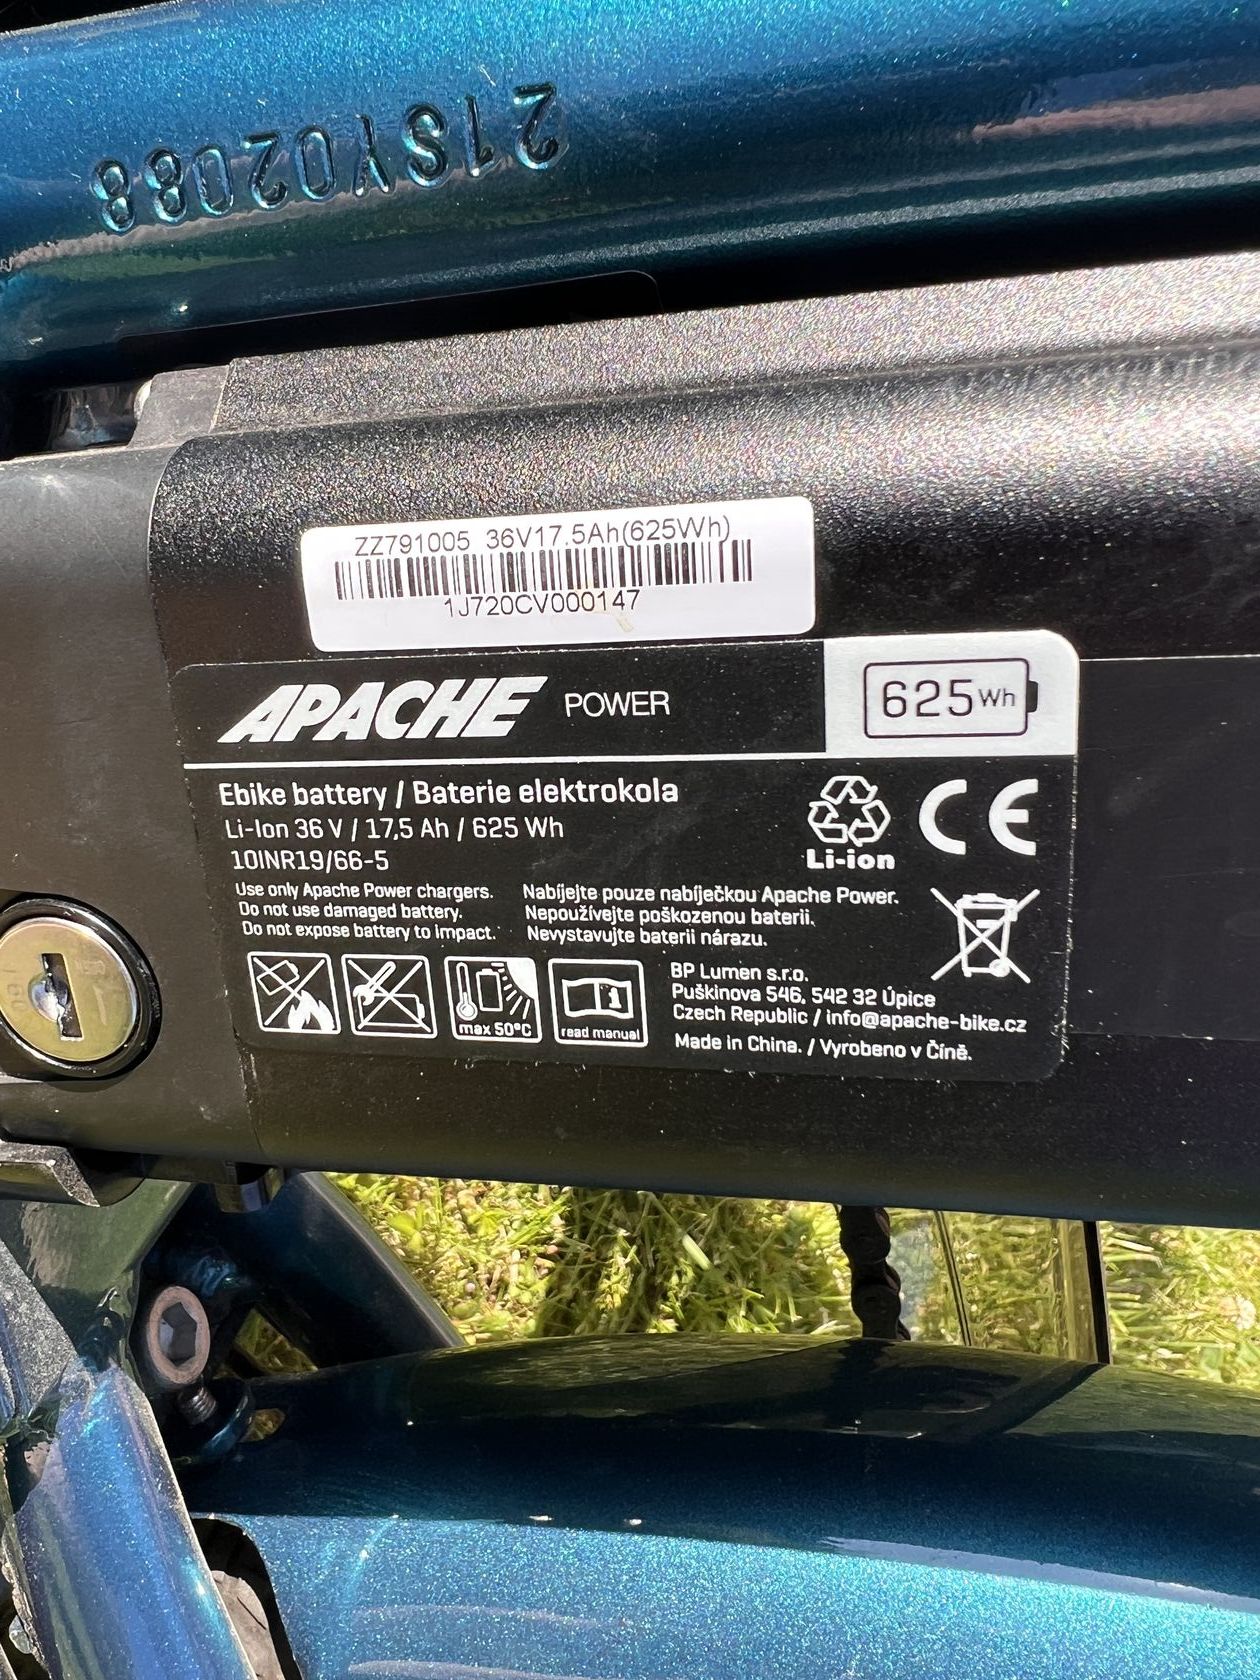 21SY02088
ZZ791005 36V17.5Ah(625Wh)
1J720CV000147
APACHE POWER
625Wh
Ebike battery / Baterie elektrokola
Li-Ion 36 V / 17,5 Ah / 625 Wh
10INR19/66-5
Li-ion
CE
Use only Apache Power chargers.
Do not use damaged battery.
Do not expose battery to impact.
Nabíjejte pouze nabíječkou Apache Power.
Nepoužívejte poškozenou baterii.
Nevystavujte baterii nárazu.
max 50°C
read manual
BP Lumen s.r.o.
Puškinova 546, 542 32 Úpice
Czech Republic / info@apache-bike.cz
Made in China. / Vyrobeno v Číně.